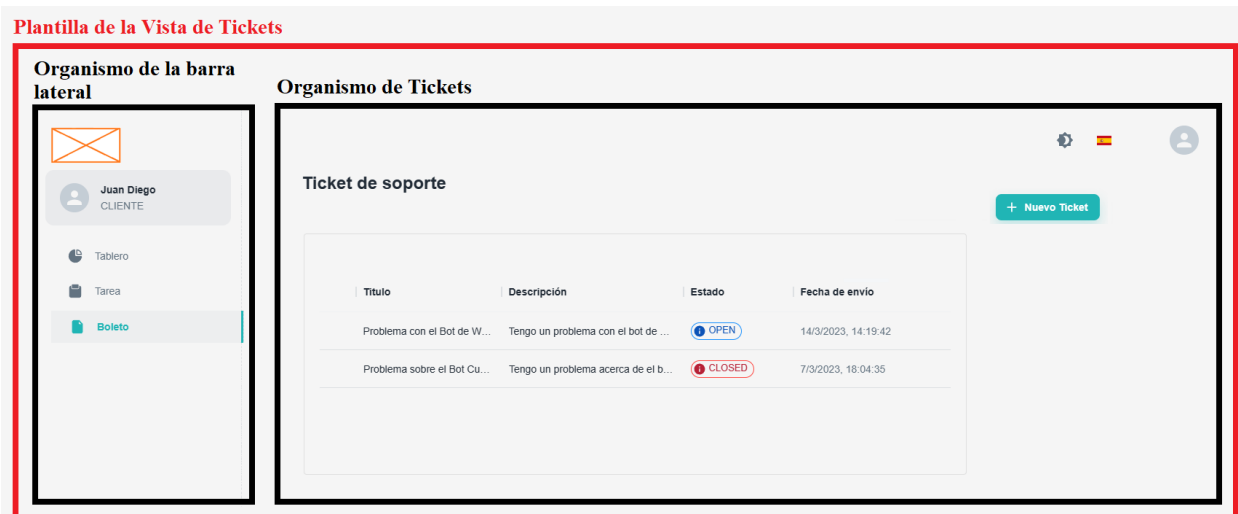 Plantilla de la Vista de Tickets
Organismo de la barra
lateral
Organismo de Tickets
Juan Diego
CLIENTE
Tablero
Tarea
Boleto
Ticket de soporte
+ Nuevo Ticket
Titulo Descripción Estado Fecha de envio
Problema con el Bot de W... Tengo un problema con el bot de ... OPEN 14/3/2023, 14:19:42
Problema sobre el Bot Cu... Tengo un problema acerca de el b... CLOSED 7/3/2023, 18:04:35